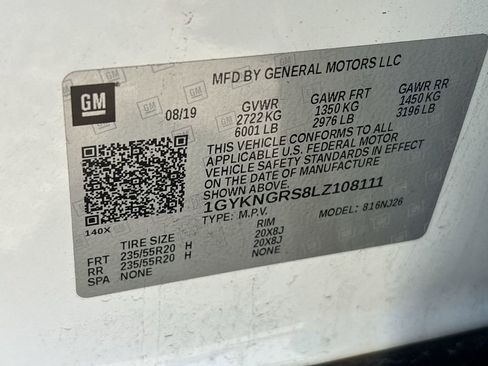 MFD BY GENERAL MOTORS LLC
GM
08/19
GVWR
2722 KG
6001 LB
GAWR FRT
1350 KG
2976 LB
GAWR RR
1450 KG
3196 LB
THIS VEHICLE CONFORMS TO ALL
APPLICABLE U.S. FEDERAL MOTOR
VEHICLE SAFETY STANDARDS IN EFFECT
ON THE DATE OF MANUFACTURE
SHOWN ABOVE.
1GYKNGRS8LZ108111
TYPE: M.P.V.
MODEL: 816NJ26
140X
TIRE SIZE
RIM
FRT 235/55R20 H 20X8J
RR 235/55R20 H 20X8J
SPA NONE NONE